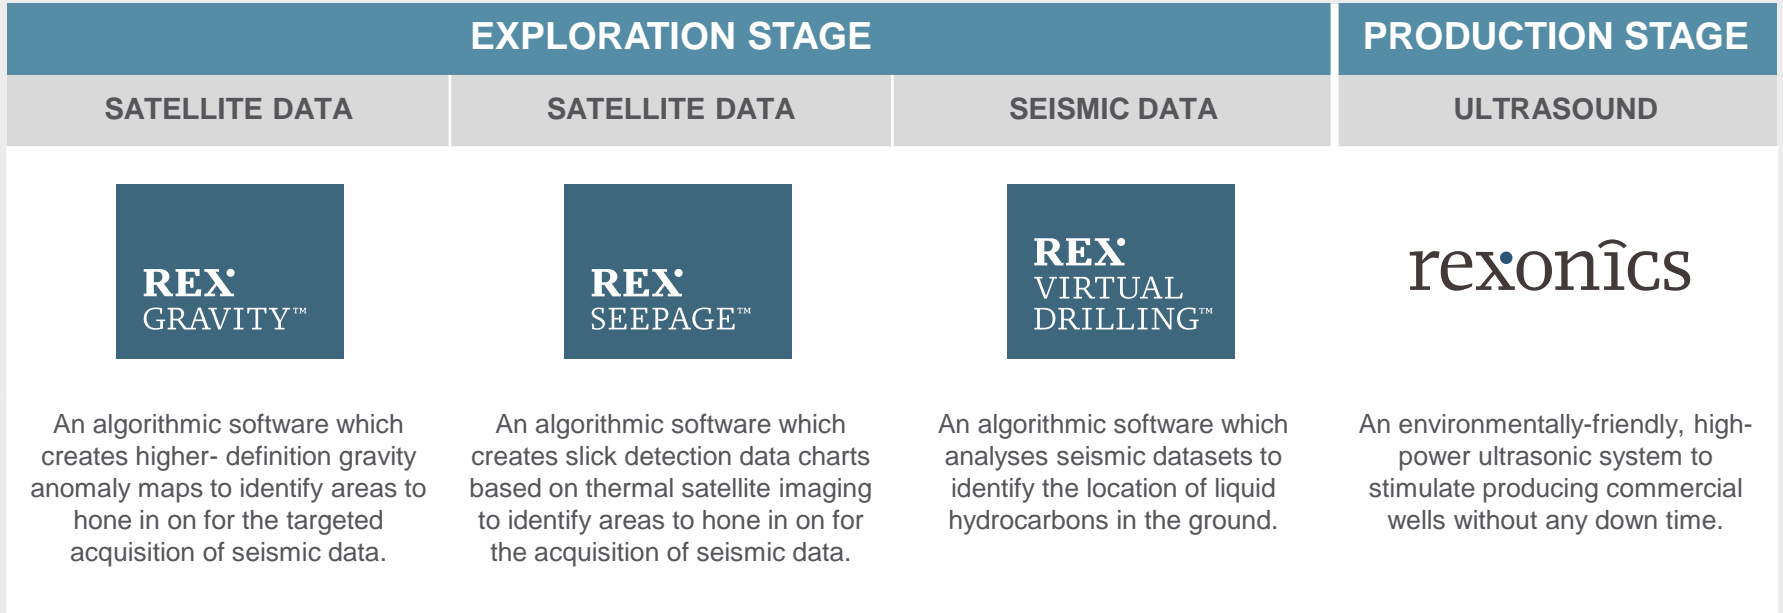 EXPLORATION STAGE
PRODUCTION STAGE
SATELLITE DATA
SATELLITE DATA
SEISMIC DATA
ULTRASOUND
REX
GRAVITY™
REX
SEEPAGE™
REX
VIRTUAL
DRILLING™
rexonics
An algorithmic software which
creates higher- definition gravity
anomaly maps to identify areas to
hone in on for the targeted
acquisition of seismic data.
An algorithmic software which
creates slick detection data charts
based on thermal satellite imaging
to identify areas to hone in on for
the acquisition of seismic data.
An algorithmic software which
analyses seismic datasets to
identify the location of liquid
hydrocarbons in the ground.
An environmentally-friendly, high-
power ultrasonic system to
stimulate producing commercial
wells without any down time.